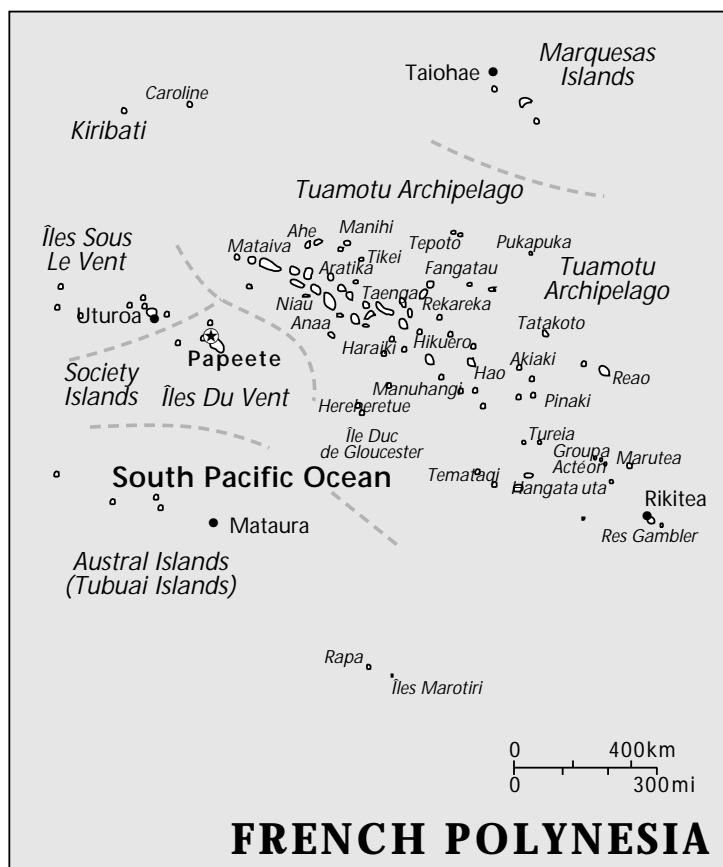 Marquesas
Islands
Taiohae
Caroline
Kiribati
Tuamotu Archipelago
Ahe
Manihi
Mataiva
Tikei
Aratika
Tepoto
Pukapuka
Îles Sous
Le Vent
Fangatau
Tuamotu
Archipelago
Taenga
Niau
Rekareka
Anaa
Uturoa
Tatakoto
Papeete
Haraiki
Hikuero
Akiaki
Society
Islands
Îles Du Vent
Hao
Reao
Manuhangi
Pinaki
Hereheretue
Île Duc
de Gloucester
Tureia
Groupa
Actéon
Marutea
South Pacific Ocean
Tematagi
Hangata uta
Rikitea
Mataura
Res Gambler
Austral Islands
(Tubuai Islands)
Rapa
Îles Marotiri
0 400km
0 300mi
FRENCH POLYNESIA